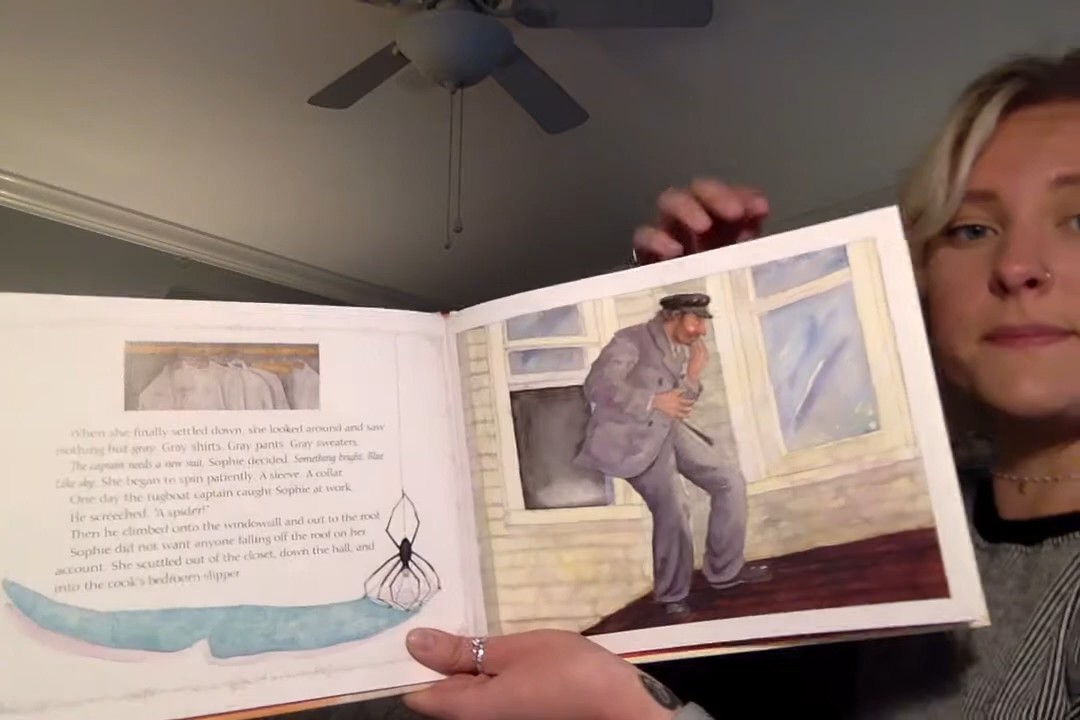 When she finally settled down, she looked around and saw
nothing but gray. Gray shirts. Gray pants. Gray sweaters.
The captain needs a new suit, Sophie decided. Something bright. Blue
like sky. She began to spin patiently. A sleeve. A collar.
One day the tugboat captain caught Sophie at work.
He screeched. "A spider!"
Then he climbed onto the windowsill and out to the roof.
Sophie did not want anyone falling off the roof on her
account. She scuttled out of the closet, down the hall, and
into the cook's bedroom slipper.